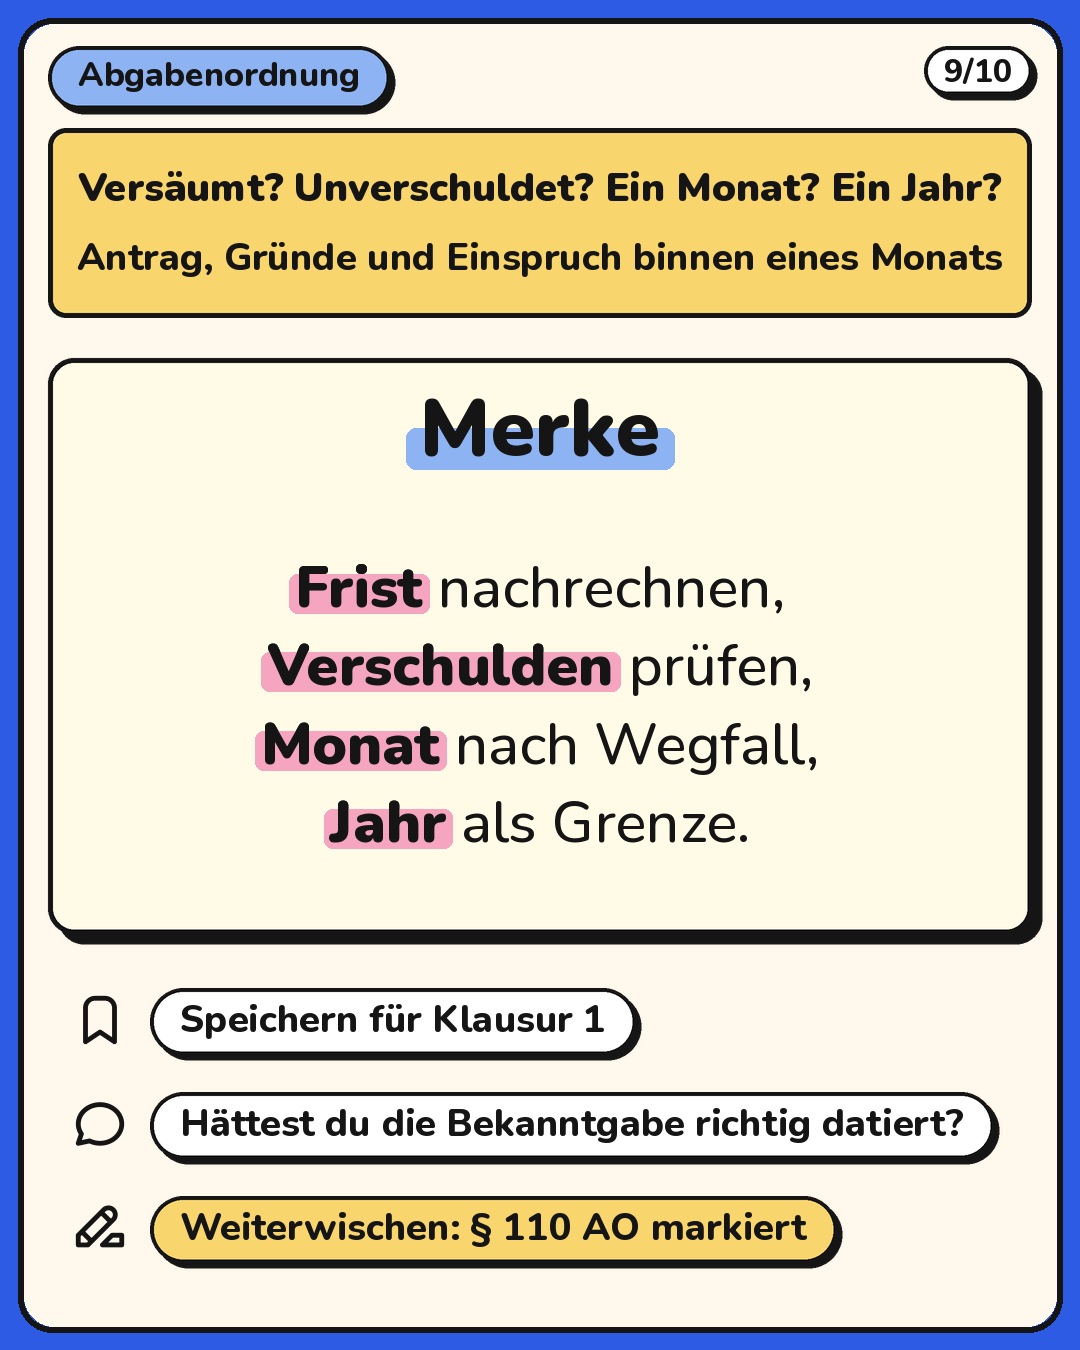 Abgabenordnung
9/10
Versäumt? Unverschuldet? Ein Monat? Ein Jahr?
Antrag, Gründe und Einspruch binnen eines Monats
Merke
Frist nachrechnen,
Verschulden prüfen,
Monat nach Wegfall,
Jahr als Grenze.
Speichern für Klausur 1
Hättest du die Bekanntgabe richtig datiert?
Weiterwischen: § 110 AO markiert